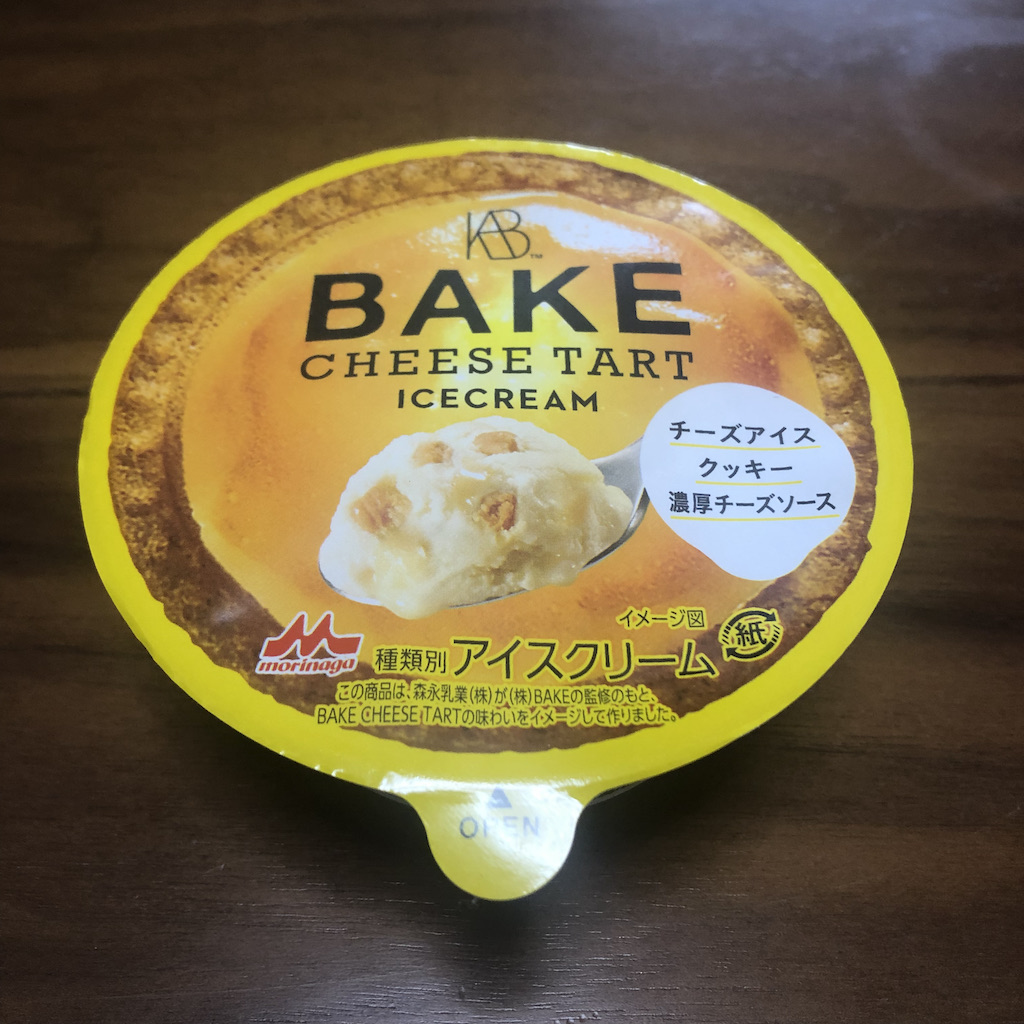 KAB™
BAKE
CHEESE TART
ICECREAM
チーズアイス
クッキー
濃厚チーズソース
イメージ図
紙
morinaga
種類別 アイスクリーム
この商品は、森永乳業(株)が(株)BAKEの監修のもと、
BAKE CHEESE TARTの味わいをイメージして作りました。
OPEN